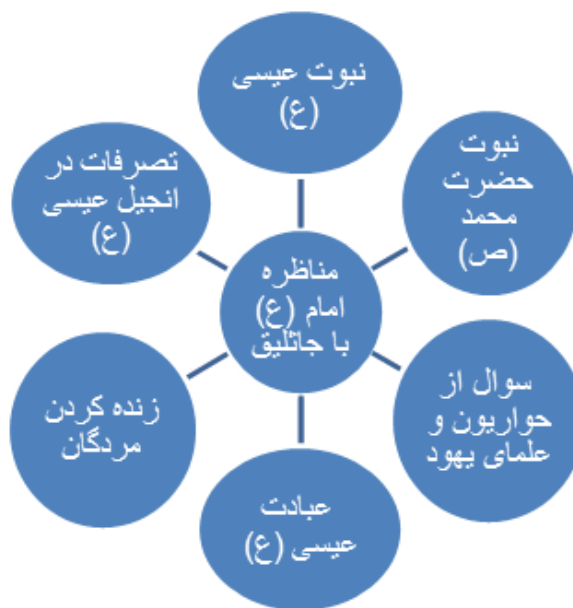 نبوت عیسی
(ع)
نبوت
حضرت
محمد
(ص)
سوال از
حواریون و
علمای یهود
عبادت
عیسی (ع)
زنده کردن
مردگان
تصرفات در
انجیل عیسی
(ع)
مناظره
امام (ع)
با جاثلیق